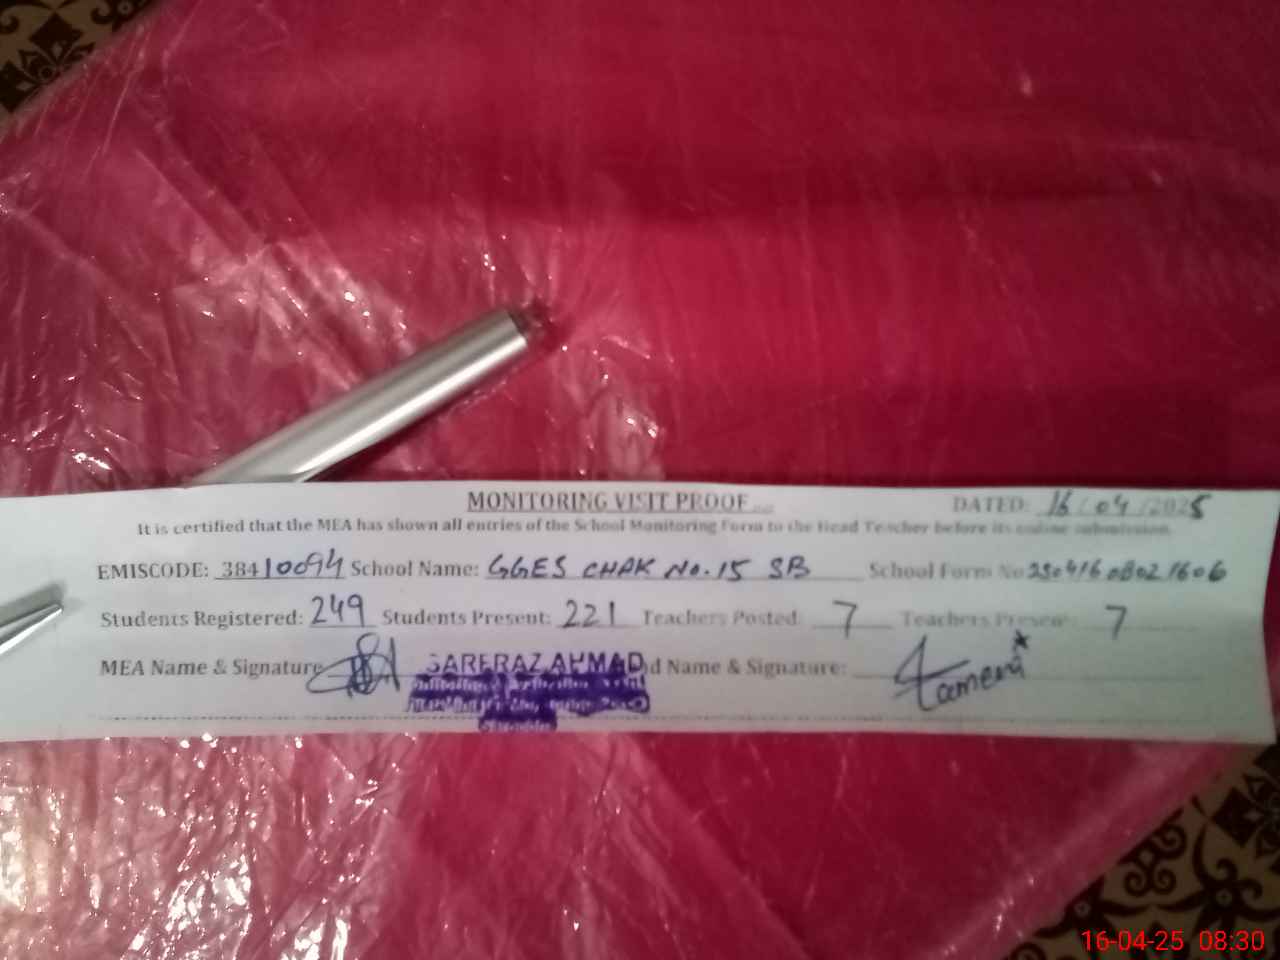 MONITORING VISIT PROOF DATED: 16/04/2025
It is certified that the MEA has shown all entries of the School Monitoring Form to the Head Teacher before its online submission.
EMISCODE: 38410094 School Name: GGES CHAK No.15 SB School Form No
Students Registered: 249 Students Present: 221 Teachers Posted: 7 Teachers Present: 7
MEA Name & Signature SARFRAZ AHMAD d Name & Signature:
16-04-25 08:30